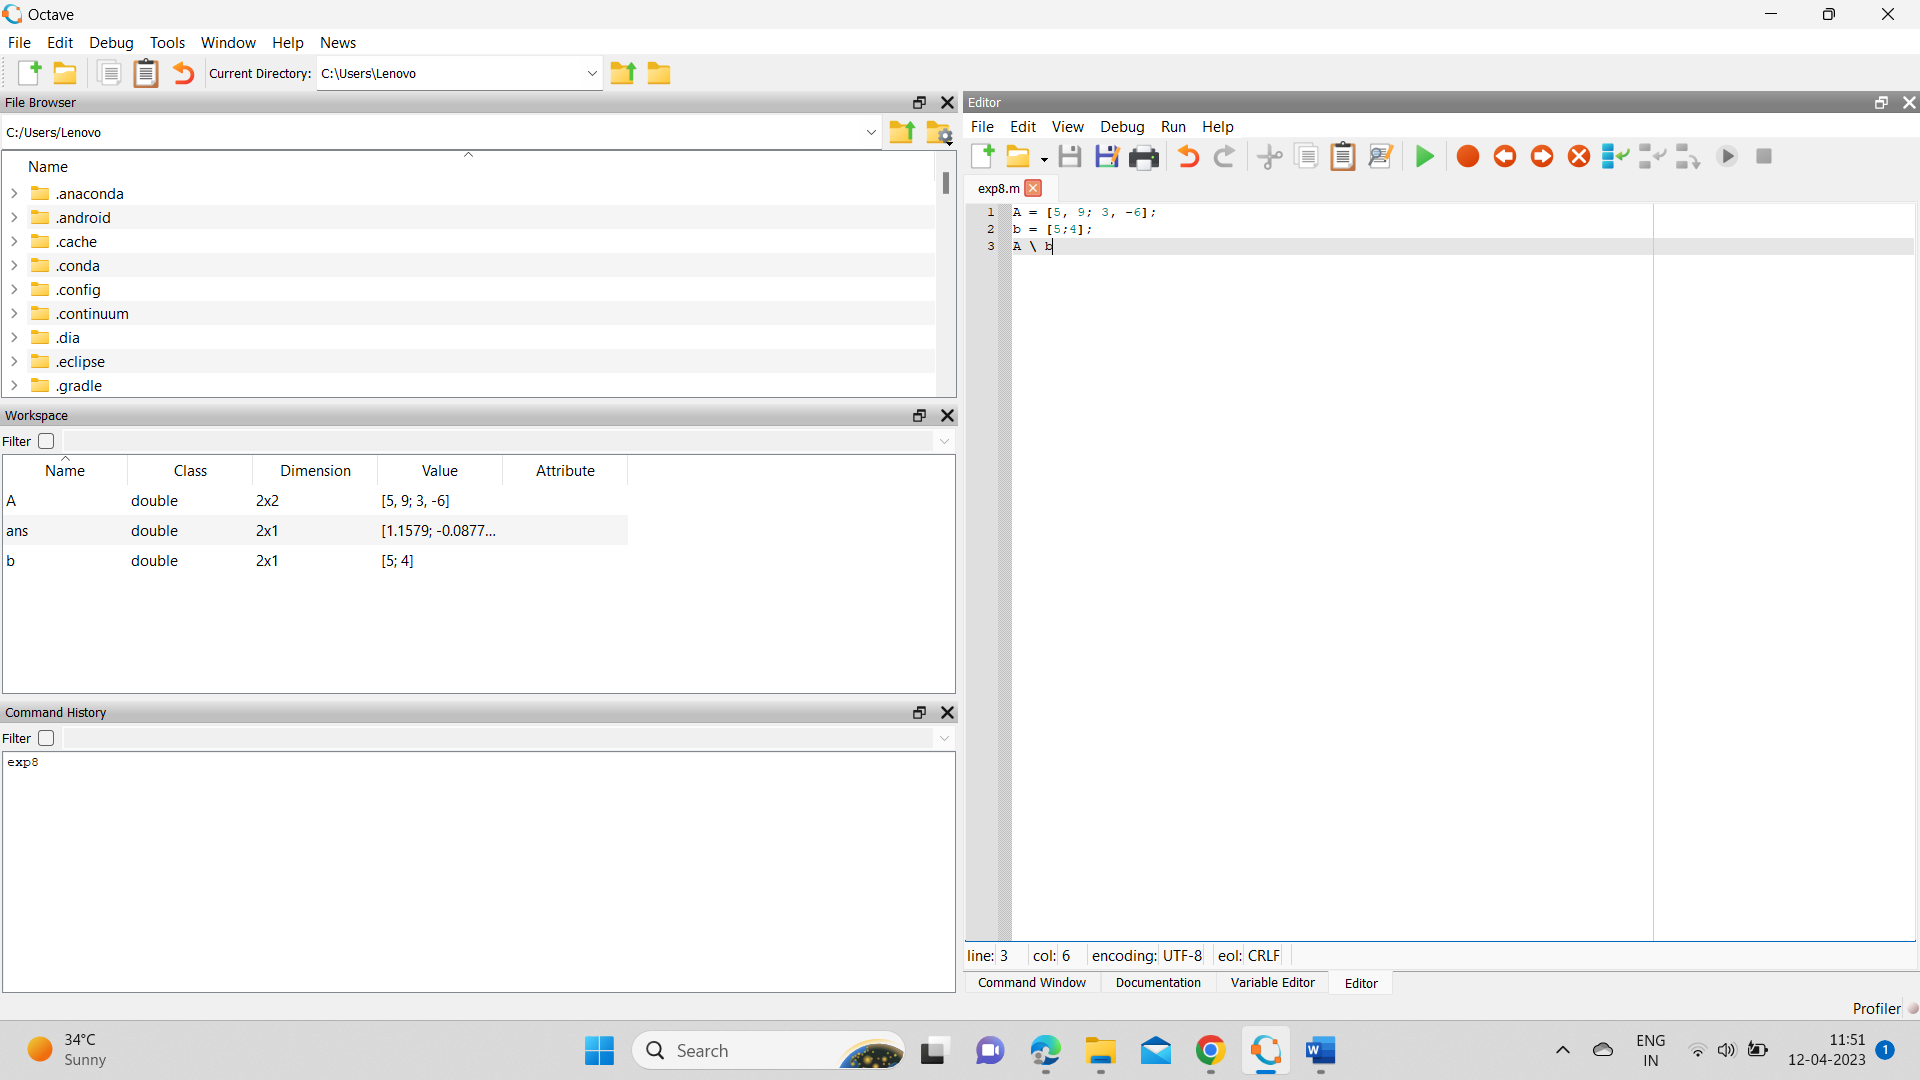 Octave
File Edit Debug Tools Window Help News
Current Directory: C:\Users\Lenovo
File Browser
C:/Users/Lenovo
Name
.anaconda
.android
.cache
.conda
.config
.continuum
.dia
.eclipse
.gradle
Workspace
Filter
Name Class Dimension Value Attribute
A double 2x2 [5, 9; 3, -6]
ans double 2x1 [1.1579; -0.0877...
b double 2x1 [5; 4]
Command History
Filter
exp8
Editor
File Edit View Debug Run Help
exp8.m
1 A = [5, 9; 3, -6];
2 b = [5;4];
3 A \ b
line: 3 col: 6 encoding: UTF-8 eol: CRLF
Command Window Documentation Variable Editor Editor
Profiler
34°C
Sunny
Search
W
ENG
IN
11:51
12-04-2023
1